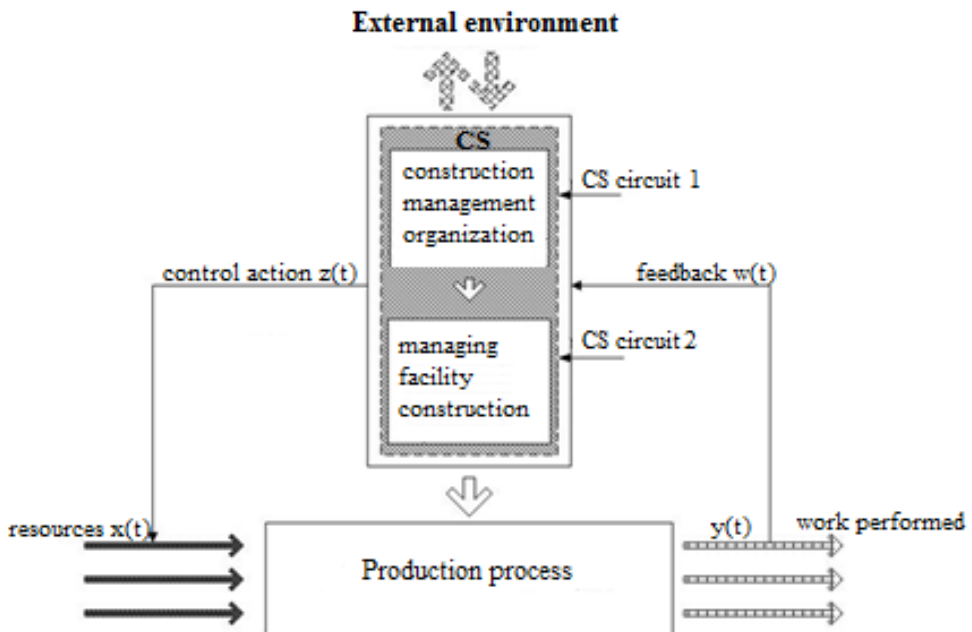 External environment
CS
construction
management
organization
CS circuit 1
control action z(t)
feedback w(t)
managing
facility
construction
CS circuit 2
resources x(t)
y(t)
work performed
Production process